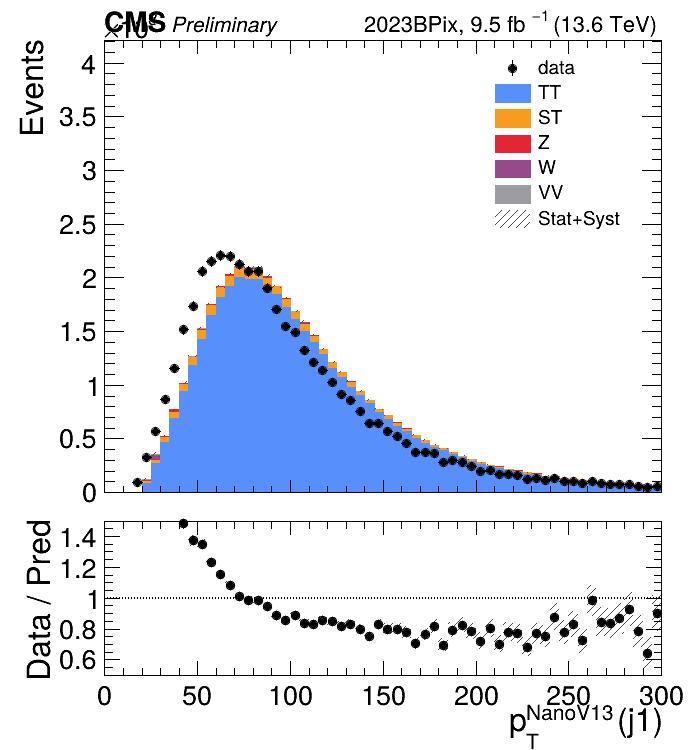 CMS Preliminary 2023BPix, 9.5 fb⁻¹ (13.6 TeV)
Events
4
3.5
3
2.5
2
1.5
1
0.5
0
data
TT
ST
Z
W
VV
Stat+Syst
Data / Pred
1.4
1.2
1
0.8
0.6
0 50 100 150 200 250 300
p_T^NanoV13 (j1)